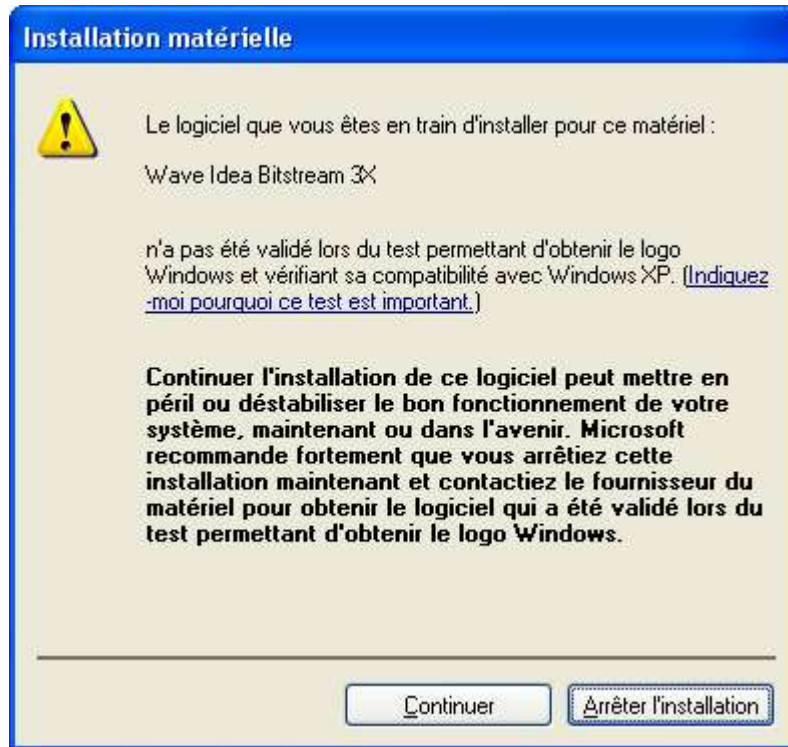 Installation matérielle
Le logiciel que vous êtes en train d'installer pour ce matériel :
Wave Idea Bitstream 3X
n'a pas été validé lors du test permettant d'obtenir le logo
Windows et vérifiant sa compatibilité avec Windows XP. (Indiquez
-moi pourquoi ce test est important.)
Continuer l'installation de ce logiciel peut mettre en
péril ou déstabiliser le bon fonctionnement de votre
système, maintenant ou dans l'avenir. Microsoft
recommande fortement que vous arrêtiez cette
installation maintenant et contactiez le fournisseur du
matériel pour obtenir le logiciel qui a été validé lors du
test permettant d'obtenir le logo Windows.
Continuer
Arrêter l'installation